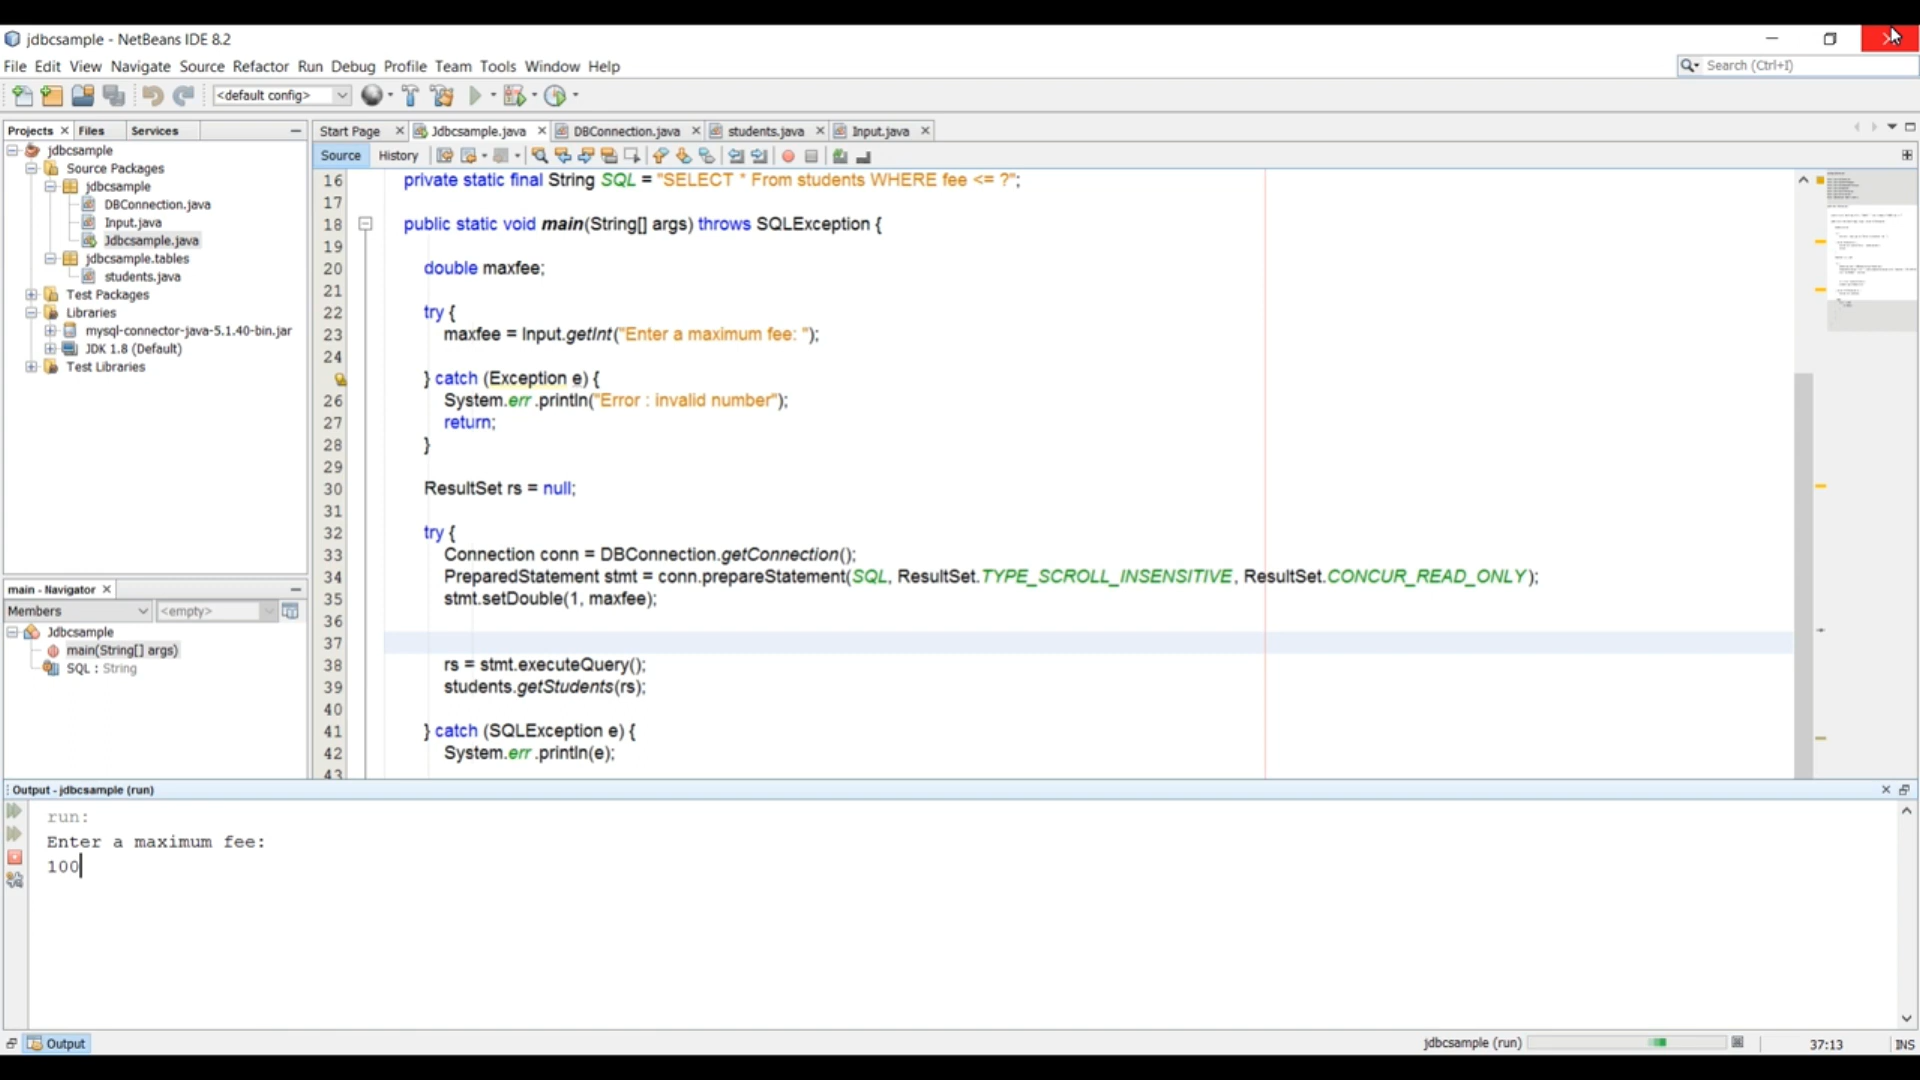 jdbcsample - NetBeans IDE 8.2
File Edit View Navigate Source Refactor Run Debug Profile Team Tools Window Help
Search (Ctrl+I)
<default config>
Projects Files Services
jdbcsample
Source Packages
jdbcsample
DBConnection.java
Input.java
Jdbcsample.java
jdbcsample.tables
students.java
Test Packages
Libraries
mysql-connector-java-5.1.40-bin.jar
JDK 1.8 (Default)
Test Libraries
main - Navigator
Members <empty>
Jdbcsample
main(String[] args)
SQL : String
Start Page Jdbcsample.java DBConnection.java students.java Input.java
Source History
16 private static final String SQL = "SELECT * From students WHERE fee <= ?";
17
18 public static void main(String[] args) throws SQLException {
19
20 double maxfee;
21
22 try {
23 maxfee = Input.getInt("Enter a maximum fee: ");
24
} catch (Exception e) {
26 System.err.println("Error : invalid number");
27 return;
28 }
29
30 ResultSet rs = null;
31
32 try {
33 Connection conn = DBConnection.getConnection();
34 PreparedStatement stmt = conn.prepareStatement(SQL, ResultSet.TYPE_SCROLL_INSENSITIVE, ResultSet.CONCUR_READ_ONLY);
35 stmt.setDouble(1, maxfee);
36
37
38 rs = stmt.executeQuery();
39 students.getStudents(rs);
40
41 } catch (SQLException e) {
42 System.err.println(e);
43
Output - jdbcsample (run)
run:
Enter a maximum fee:
100
Output
jdbcsample (run)
37:13
INS